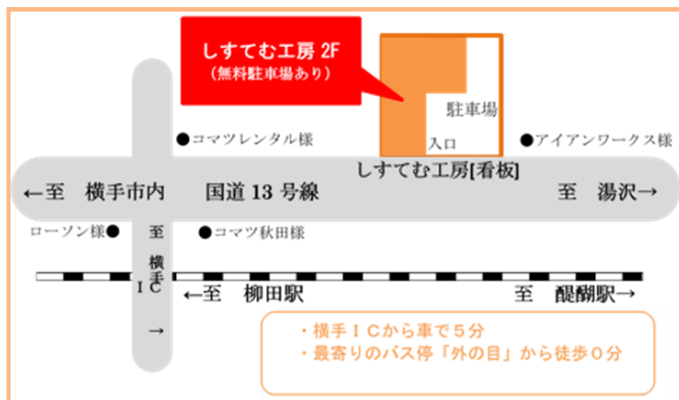 しすてむ工房 2F
(無料駐車場あり)
駐車場
入口
●コマツレンタル様
●アイアンワークス様
しすてむ工房[看板]
←至　横手市内　国道 13 号線　至　湯沢→
ローソン様●
●コマツ秋田様
至　横手ＩＣ　→
←至　柳田駅
至　醍醐駅→
・横手ＩＣから車で５分
・最寄りのバス停「外の目」から徒歩０分